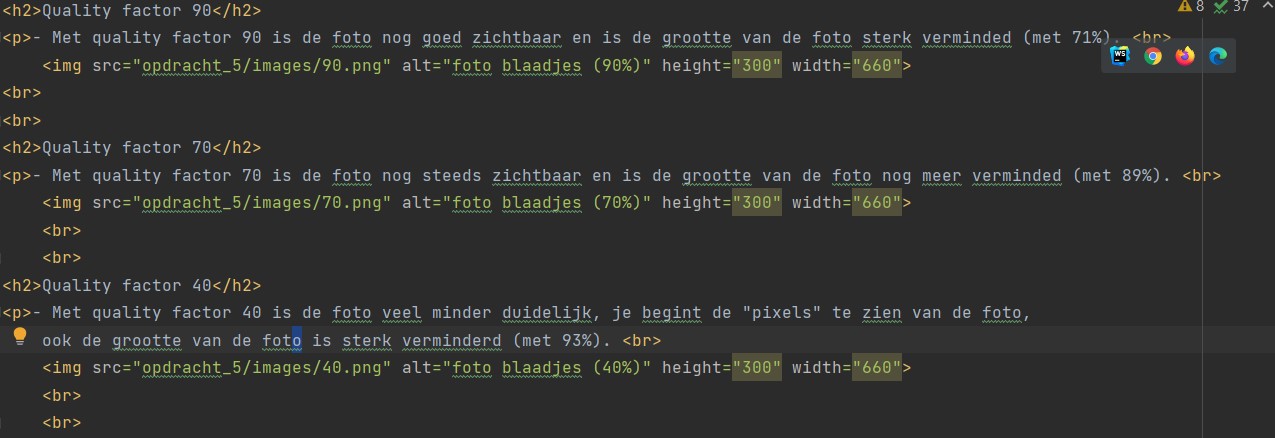 <h2>Quality factor 90</h2>
8 37
<p>- Met quality factor 90 is de foto nog goed zichtbaar en is de grootte van de foto sterk verminded (met 71%). <br>
<img src="opdracht_5/images/90.png" alt="foto blaadjes (90%)" height="300" width="660">
WS
<br>
<br>
<h2>Quality factor 70</h2>
<p>- Met quality factor 70 is de foto nog steeds zichtbaar en is de grootte van de foto nog meer verminded (met 89%). <br>
<img src="opdracht_5/images/70.png" alt="foto blaadjes (70%)" height="300" width="660">
<br>
<br>
<h2>Quality factor 40</h2>
<p>- Met quality factor 40 is de foto veel minder duidelijk, je begint de "pixels" te zien van de foto,
ook de grootte van de foto is sterk verminderd (met 93%). <br>
<img src="opdracht_5/images/40.png" alt="foto blaadjes (40%)" height="300" width="660">
<br>
<br>